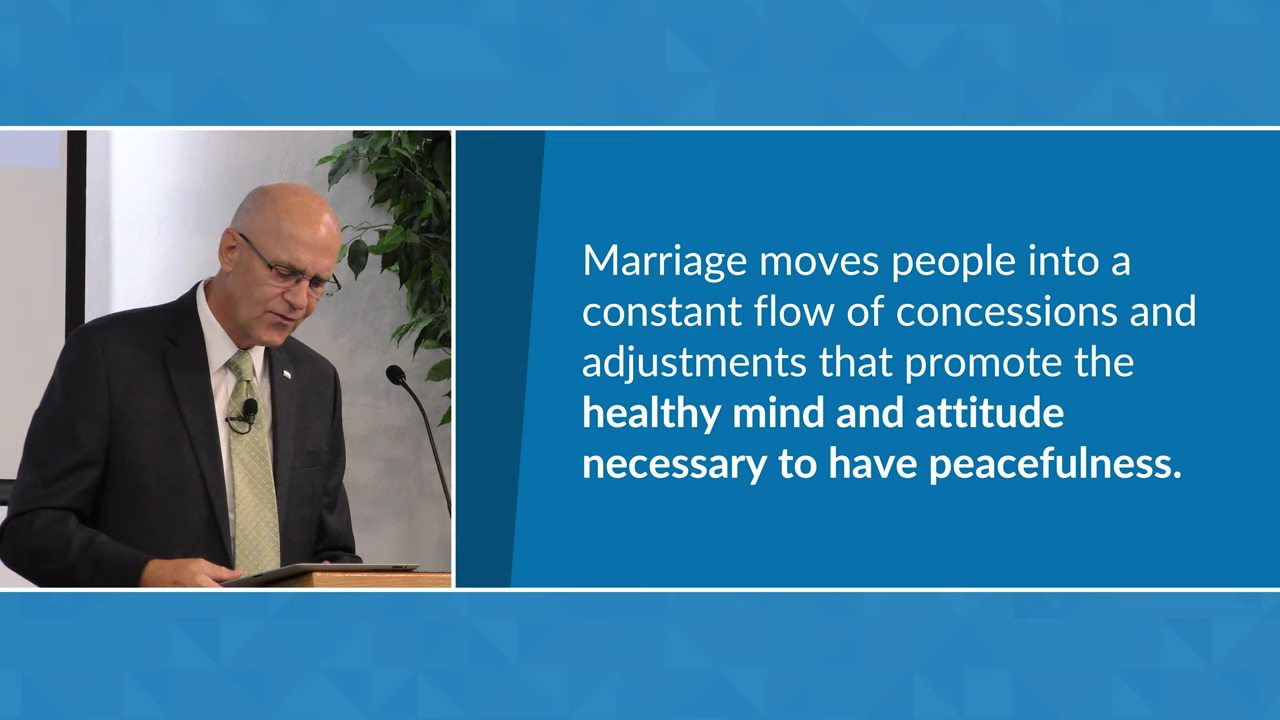 Marriage moves people into a
constant flow of concessions and
adjustments that promote the
healthy mind and attitude
necessary to have peacefulness.